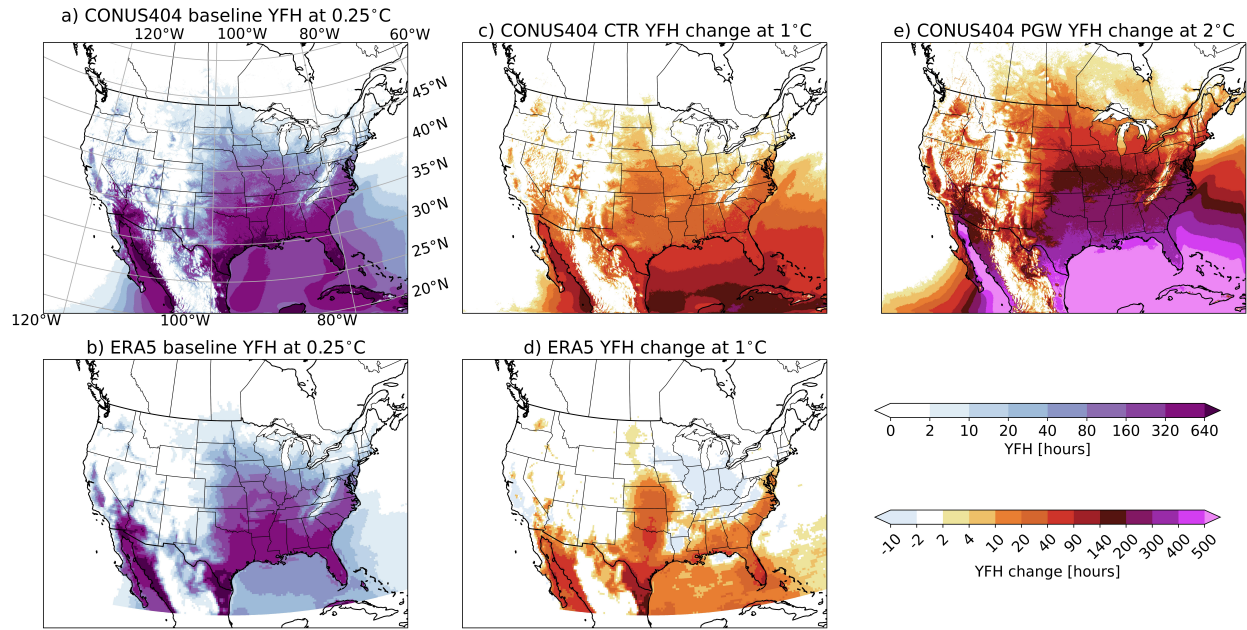 a) CONUS404 baseline YFH at 0.25°C
120°W 100°W 80°W 60°W
45°N
40°N
35°N
30°N
25°N
20°N
120°W 100°W 80°W
c) CONUS404 CTR YFH change at 1°C
e) CONUS404 PGW YFH change at 2°C
b) ERA5 baseline YFH at 0.25°C
d) ERA5 YFH change at 1°C
0 2 10 20 40 80 160 320 640
YFH [hours]
-10 -2 2 4 10 20 40 90 140 200 300 400 500
YFH change [hours]